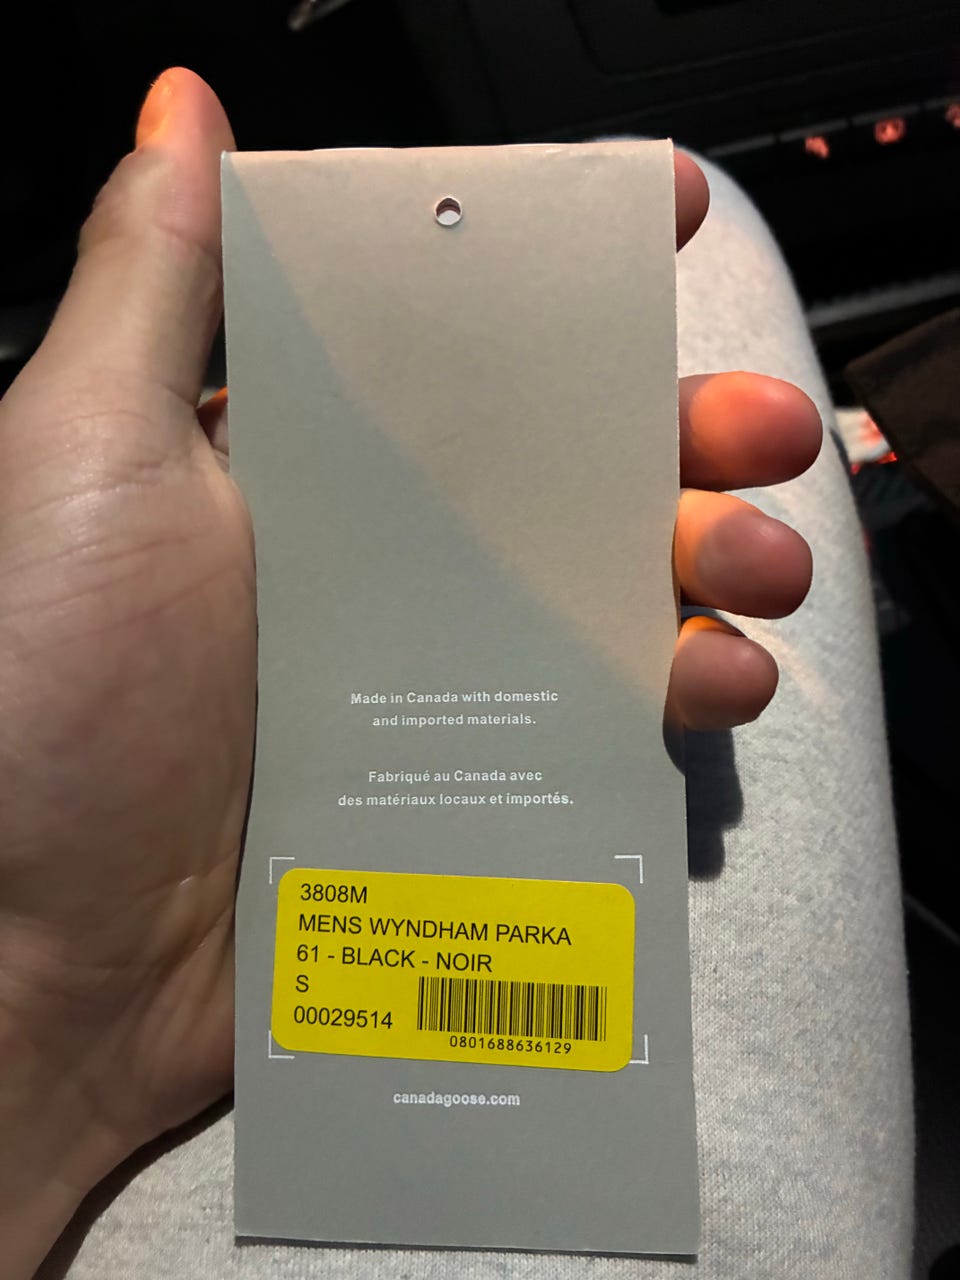 Made in Canada with domestic
and imported materials.
Fabriqué au Canada avec
des matériaux locaux et importés.
3808M
MENS WYNDHAM PARKA
61 - BLACK - NOIR
S
00029514
0801688636129
canadagoose.com